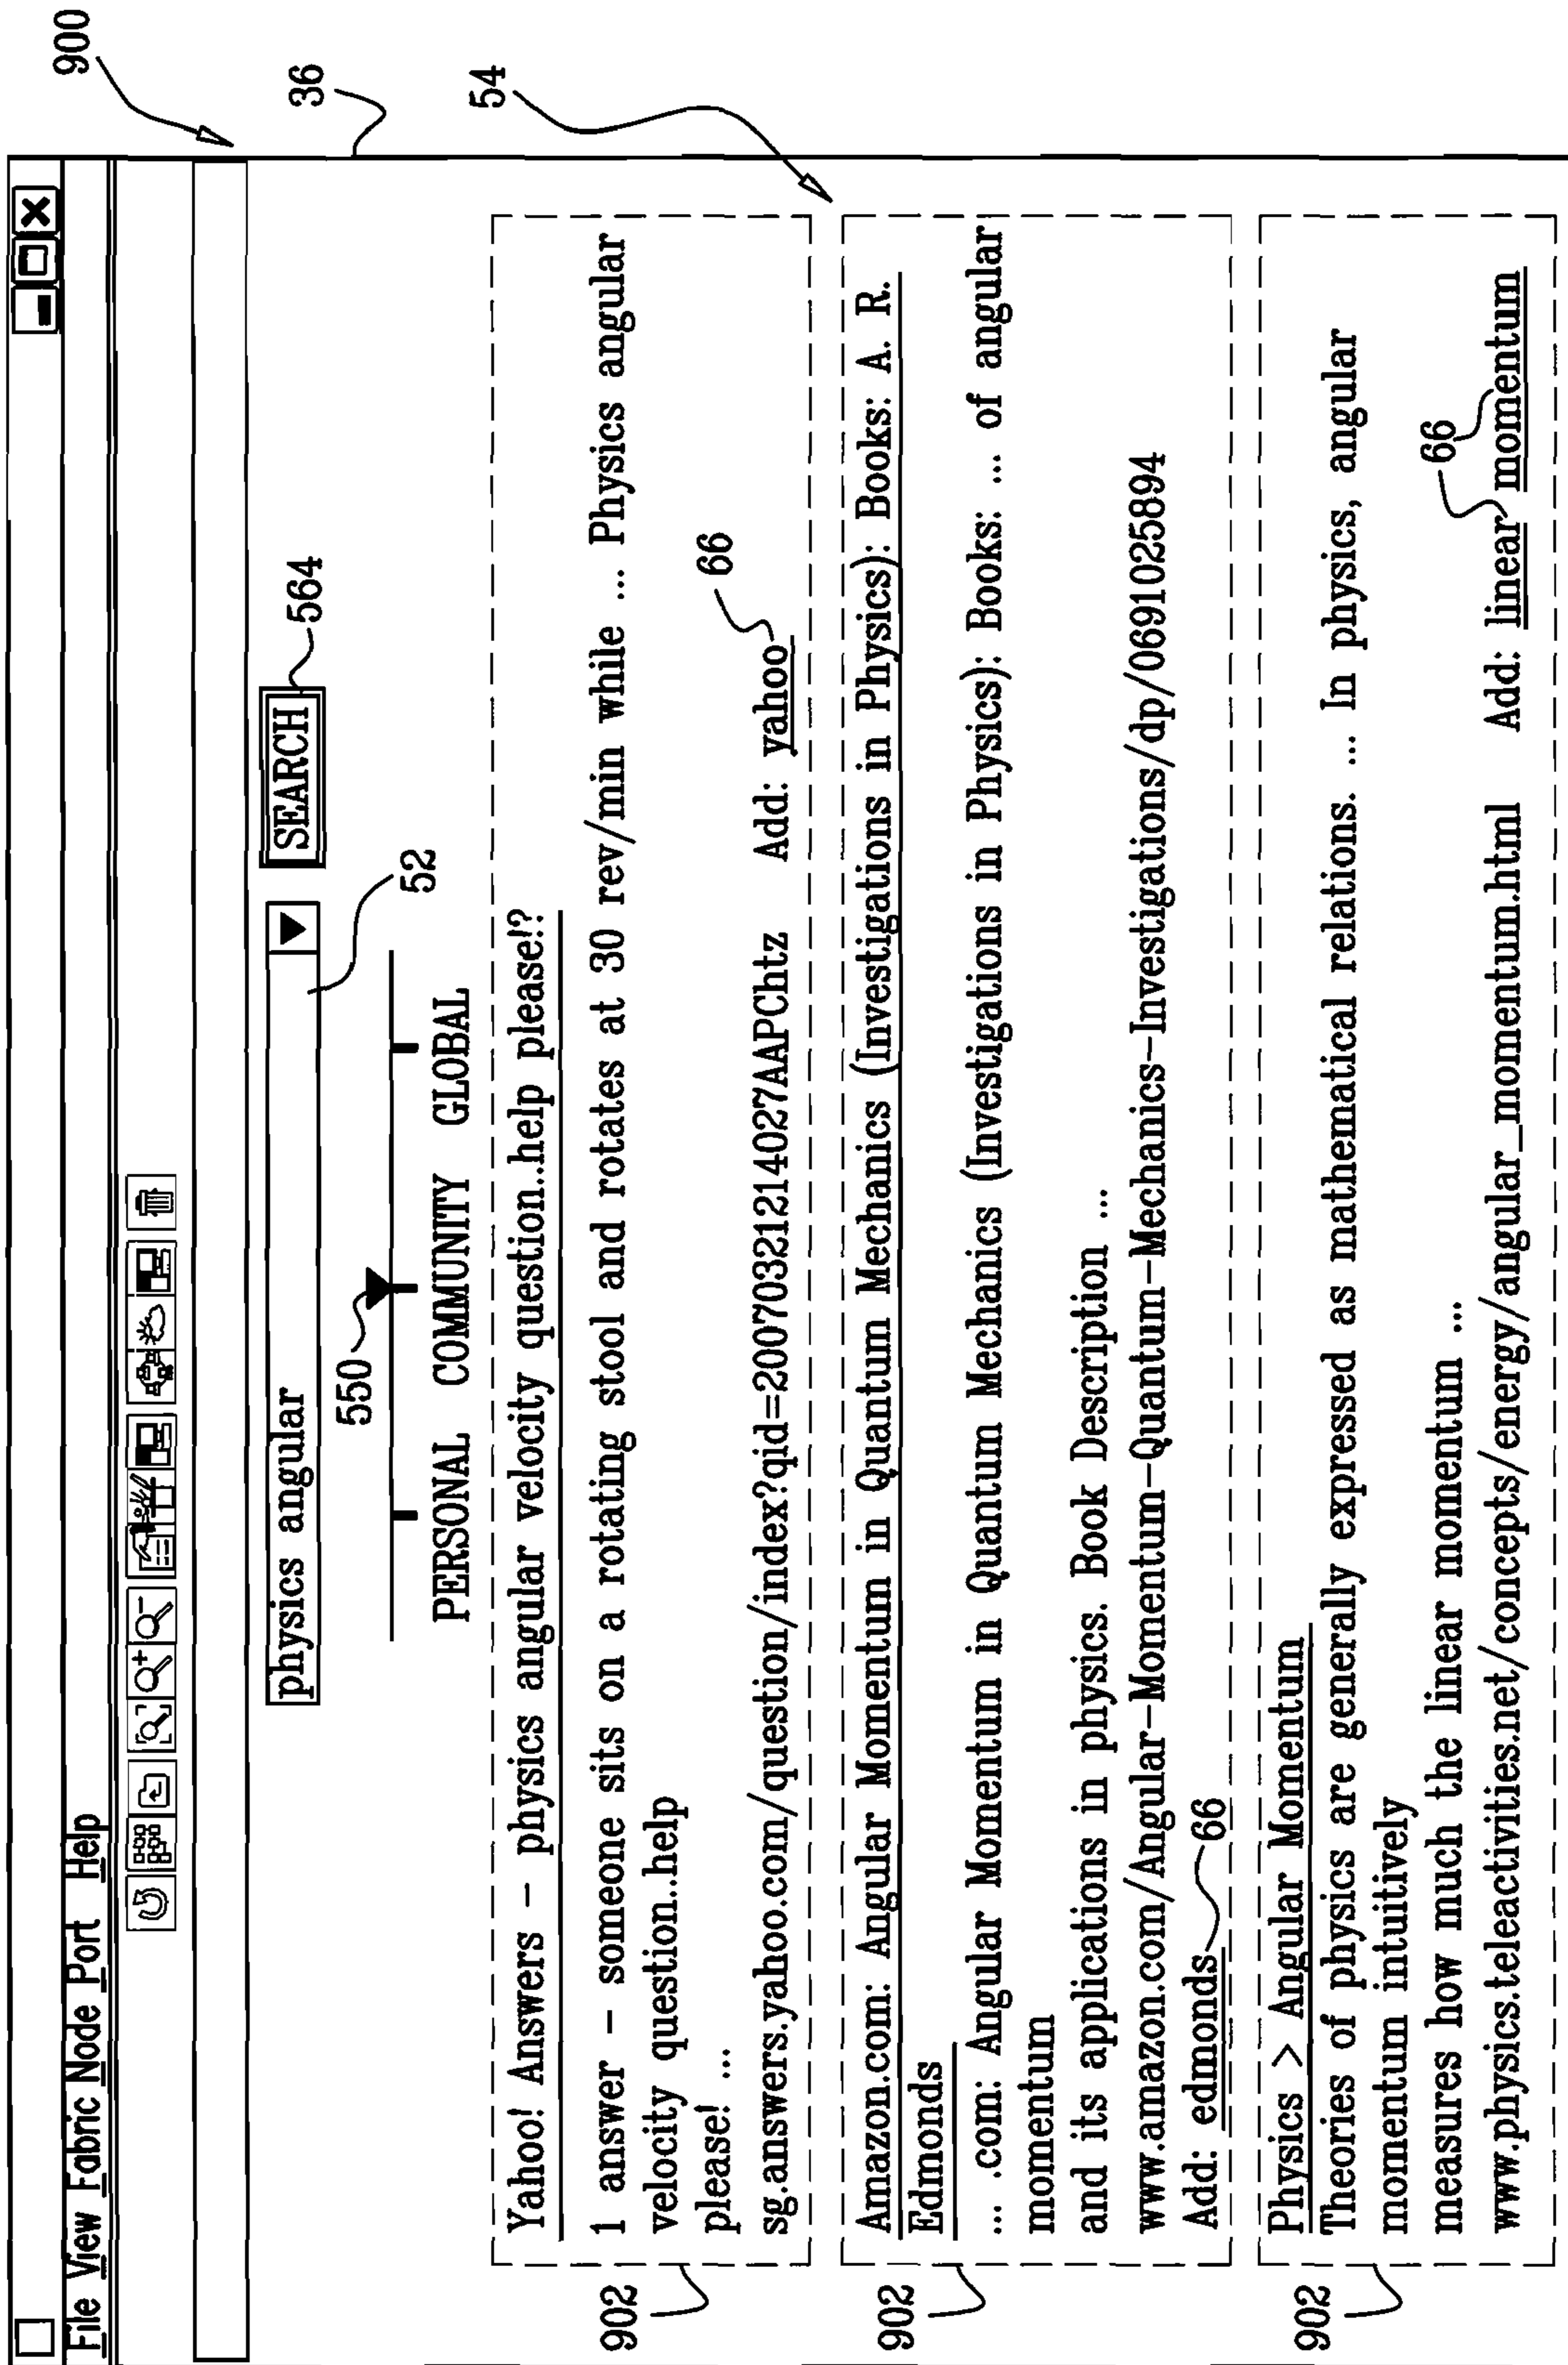 900
36
54
File View Fabric Node Port Help
physics angular
SEARCH
564
52
550
PERSONAL COMMUNITY GLOBAL
902
Yahoo! Answers – physics angular velocity question..help please!?
1 answer – someone sits on a rotating stool and rotates at 30 rev/min while ... Physics angular
velocity question..help
please! ...
sg.answers.yahoo.com/question/index?qid=20070321214027AAPChtz Add: yahoo
66
902
Amazon.com: Angular Momentum in Quantum Mechanics (Investigations in Physics): Books: A. R.
Edmonds
... .com: Angular Momentum in Quantum Mechanics (Investigations in Physics): Books: ... of angular
momentum
and its applications in physics. Book Description ...
www.amazon.com/Angular-Momentum-Quantum-Mechanics-Investigations/dp/0691025894
Add: edmonds
66
902
Physics > Angular Momentum
Theories of physics are generally expressed as mathematical relations. ... In physics, angular
momentum intuitively
measures how much the linear momentum ...
www.physics.teleactivities.net/concepts/energy/angular_momentum.html Add: linear momentum
66